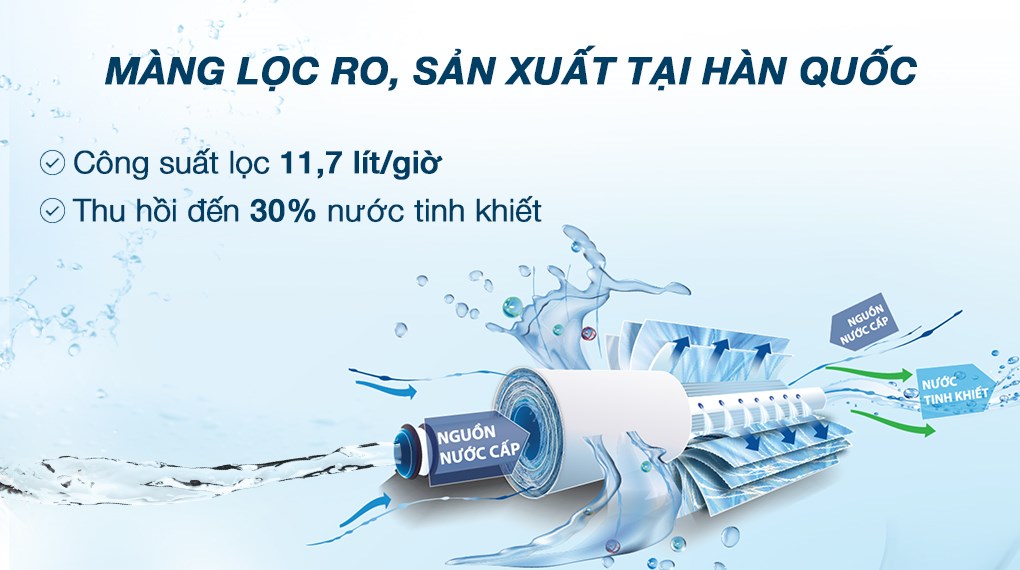 MÀNG LỌC RO, SẢN XUẤT TẠI HÀN QUỐC
Công suất lọc 11,7 lít/giờ
Thu hồi đến 30% nước tinh khiết
NGUỒN
NƯỚC CẤP
NƯỚC
TINH KHIẾT
NGUỒN
NƯỚC CẤP